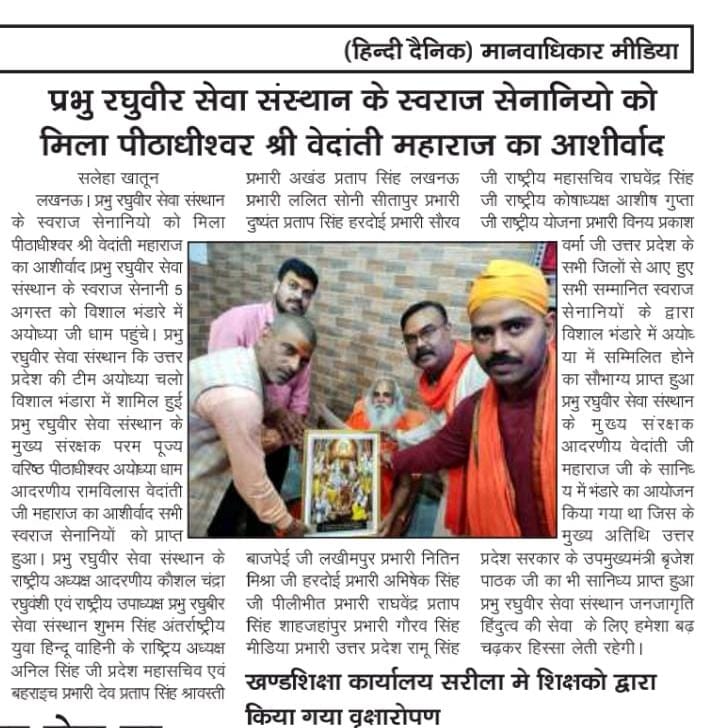 (हिन्दी दैनिक) मानवाधिकार मीडिया
प्रभु रघुवीर सेवा संस्थान के स्वराज सेनानियो को
मिला पीठाधीश्वर श्री वेदांती महाराज का आशीर्वाद
सलेहा खातून
लखनऊ। प्रभु रघुवीर सेवा संस्थान
के स्वराज सेनानियो को मिला
पीठाधीश्वर श्री वेदांती महाराज
का आशीर्वाद।प्रभु रघुवीर सेवा
संस्थान के स्वराज सेनानी 5
अगस्त को विशाल भंडारे में
अयोध्या जी धाम पहुंचे। प्रभु
रघुवीर सेवा संस्थान कि उत्तर
प्रदेश की टीम अयोध्या चलो
विशाल भंडारा में शामिल हुई
प्रभु रघुवीर सेवा संस्थान के
मुख्य संरक्षक परम पूज्य
वरिष्ठ पीठाधीश्वर अयोध्या धाम
आदरणीय रामविलास वेदांती
जी महाराज का आशीर्वाद सभी
स्वराज सेनानियों को प्राप्त
हुआ। प्रभु रघुवीर सेवा संस्थान के
राष्ट्रीय अध्यक्ष आदरणीय कौशल चंद्रा
रघुवंशी एवं राष्ट्रीय उपाध्यक्ष प्रभु रघुबीर
सेवा संस्थान शुभम सिंह अंतर्राष्ट्रीय
युवा हिन्दू वाहिनी के राष्ट्रिय अध्यक्ष
अनिल सिंह जी प्रदेश महासचिव एवं
बहराइच प्रभारी देव प्रताप सिंह श्रावस्ती
प्रभारी अखंड प्रताप सिंह लखनऊ
प्रभारी ललित सोनी सीतापुर प्रभारी
दुष्यंत प्रताप सिंह हरदोई प्रभारी सौरव
बाजपेई जी लखीमपुर प्रभारी नितिन
मिश्रा जी हरदोई प्रभारी अभिषेक सिंह
जी पीलीभीत प्रभारी राघवेंद्र प्रताप
सिंह शाहजहांपुर प्रभारी गौरव सिंह
मीडिया प्रभारी उत्तर प्रदेश रामू सिंह
जी राष्ट्रीय महासचिव राघवेंद्र सिंह
जी राष्ट्रीय कोषाध्यक्ष आशीष गुप्ता
जी राष्ट्रीय योजना प्रभारी विनय प्रकाश
वर्मा जी उत्तर प्रदेश के
सभी जिलों से आए हुए
सभी सम्मानित स्वराज
सेनानियों के द्वारा
विशाल भंडारे में अयोध
या में सम्मिलित होने
का सौभाग्य प्राप्त हुआ
प्रभु रघुवीर सेवा संस्थान
के मुख्य संरक्षक
आदरणीय वेदांती जी
महाराज जी के सानिध
य में भंडारे का आयोजन
किया गया था जिस के
मुख्य अतिथि उत्तर
प्रदेश सरकार के उपमुख्यमंत्री बृजेश
पाठक जी का भी सानिध्य प्राप्त हुआ
प्रभु रघुवीर सेवा संस्थान जनजागृति
हिंदुत्व की सेवा के लिए हमेशा बढ़
चढ़कर हिस्सा लेती रहेगी।
खण्डशिक्षा कार्यालय सरीला मे शिक्षको द्वारा
किया गया वृक्षारोपण